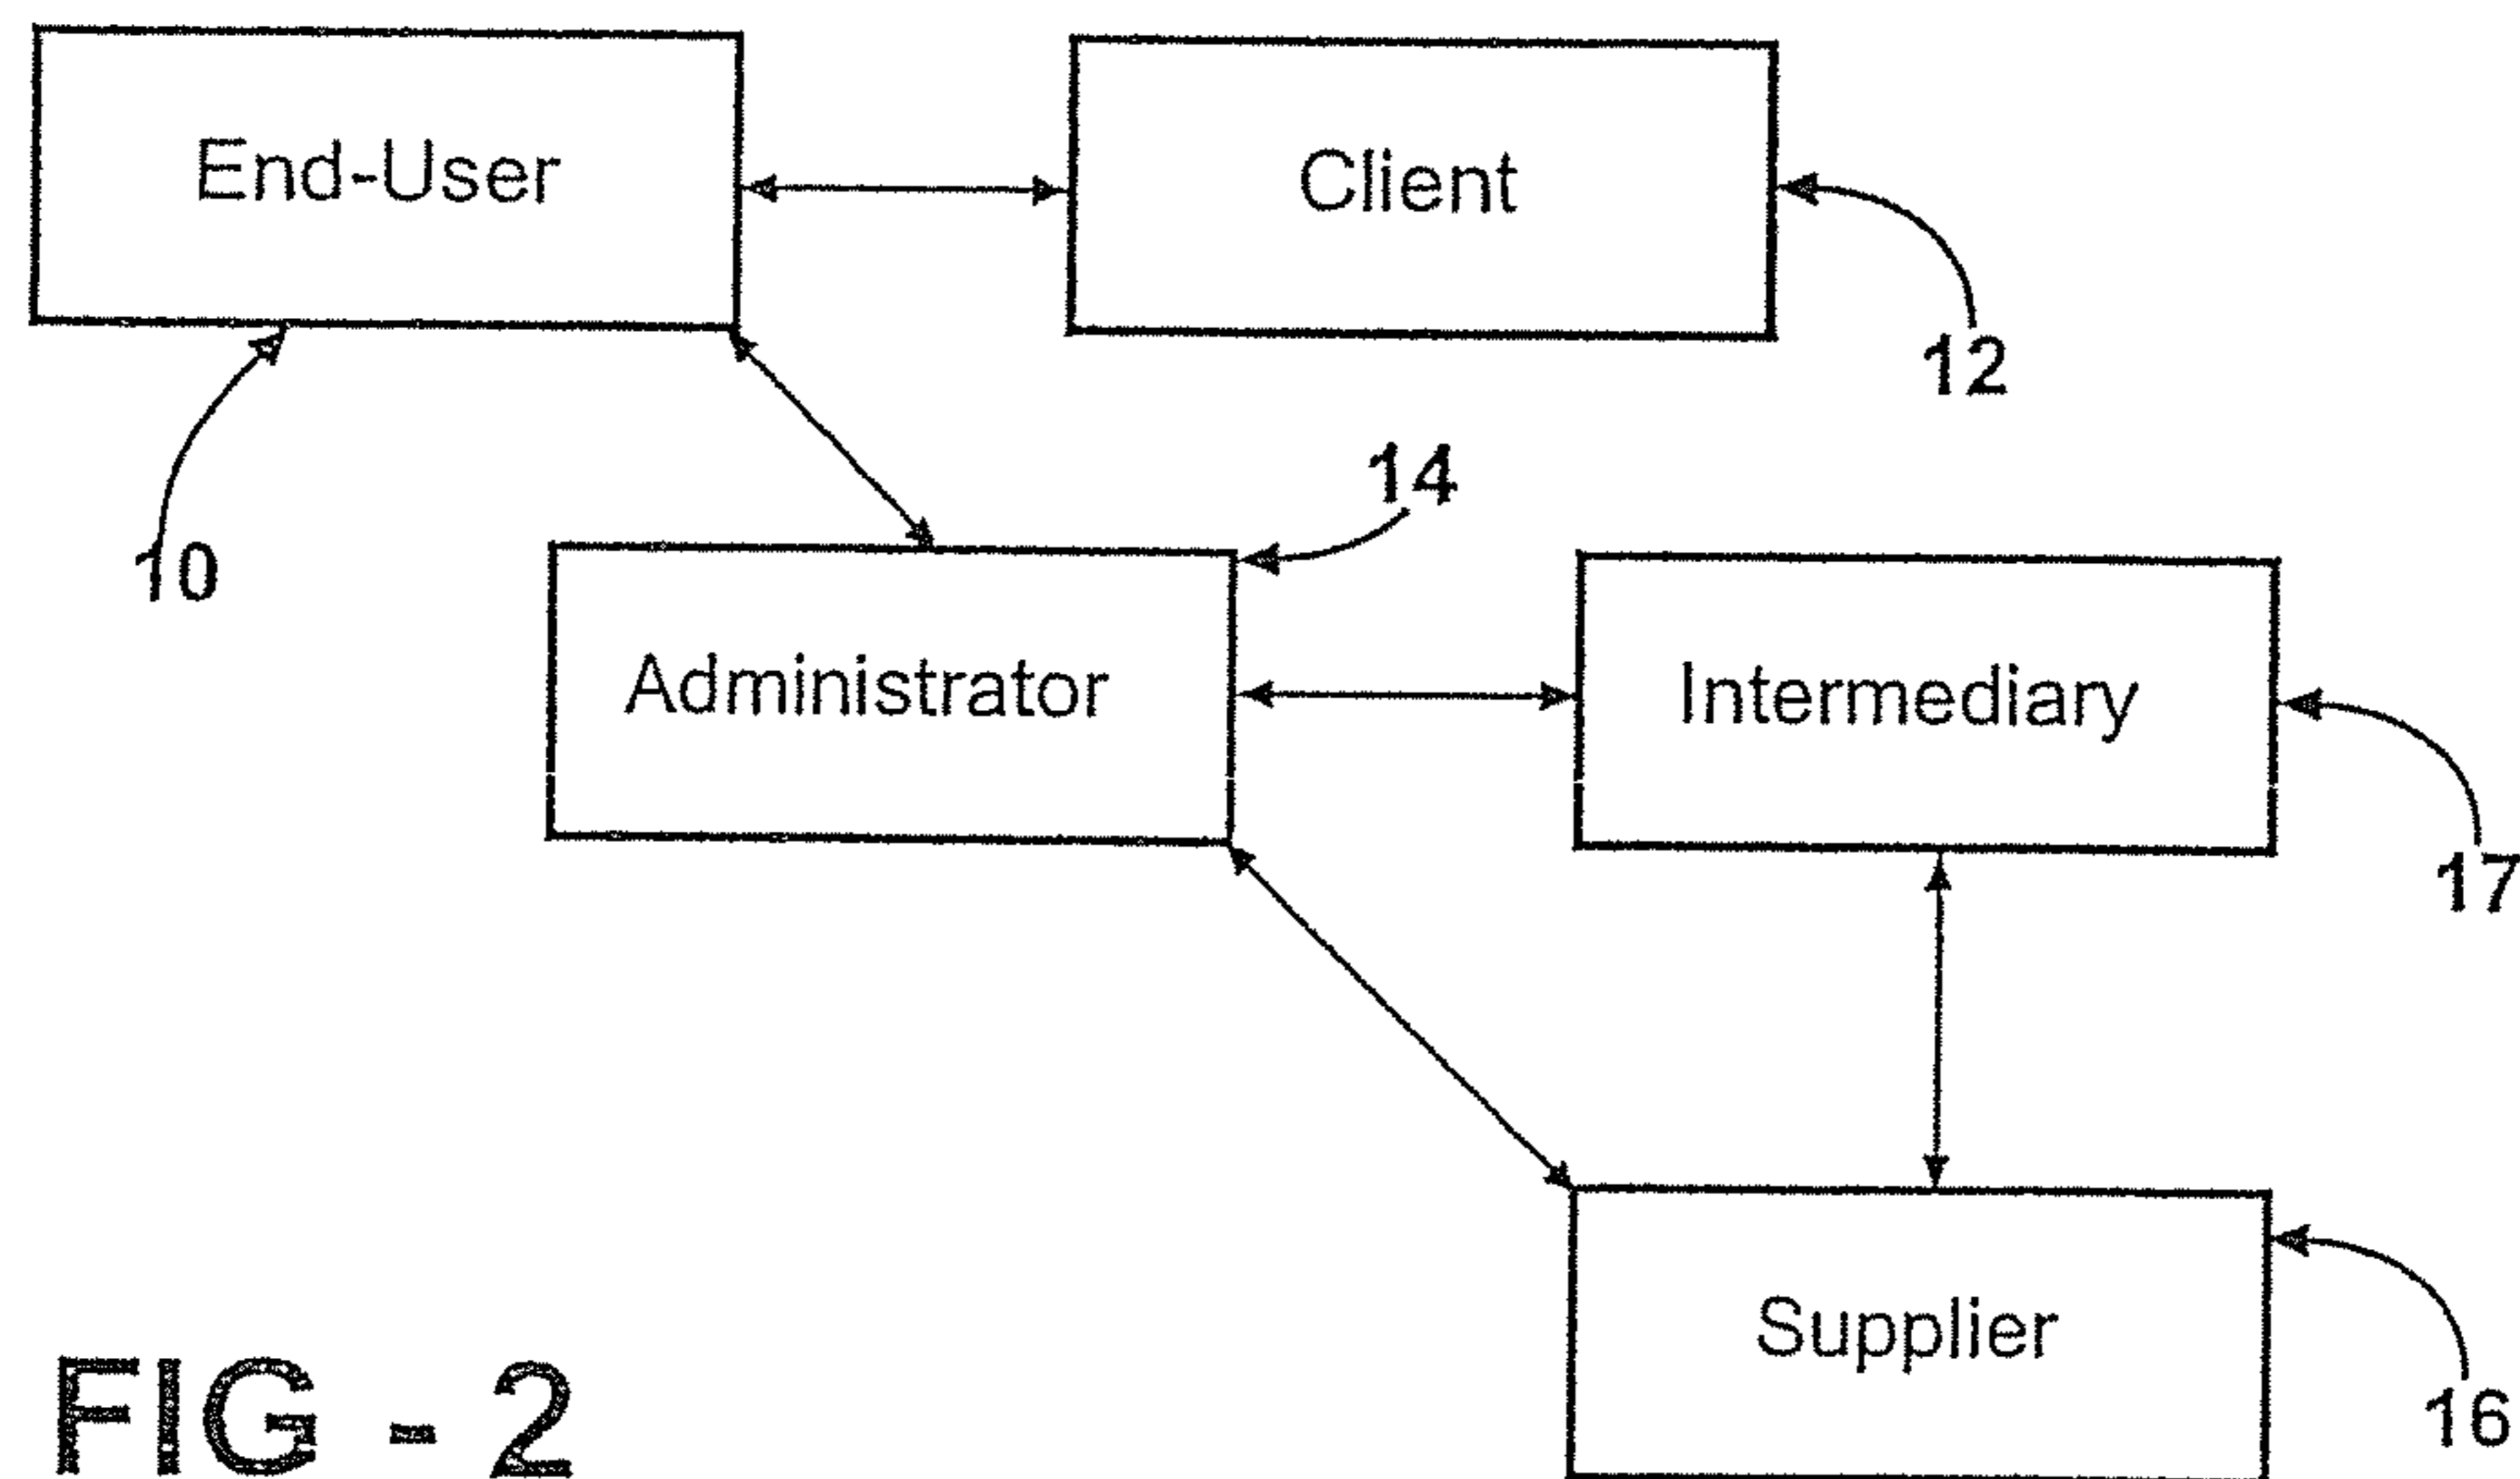 End-User
Client
12
14
10
Administrator
Intermediary
17
Supplier
16
FIG - 2